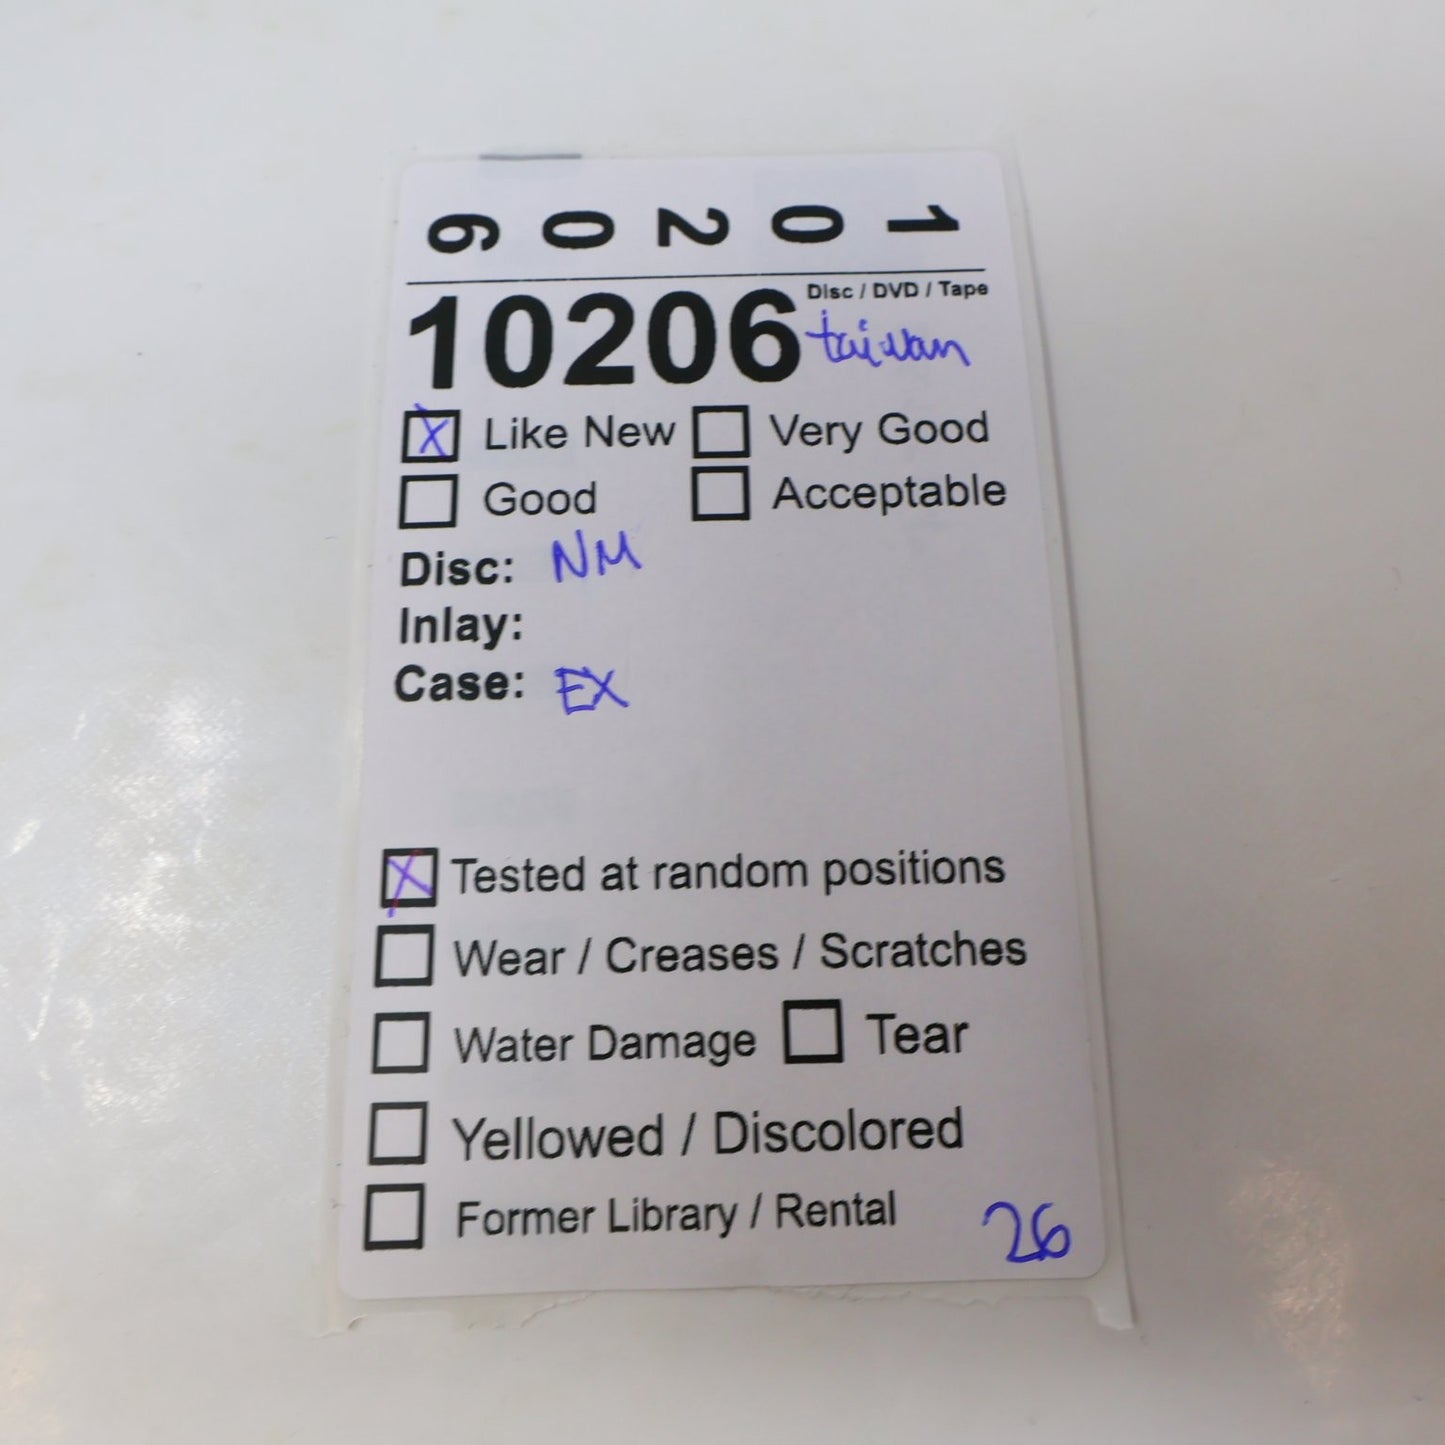 10206
10206 Disc / DVD / Tape
taiwan
X Like New Very Good
Good Acceptable
Disc: NM
Inlay:
Case: EX
X Tested at random positions
Wear / Creases / Scratches
Water Damage Tear
Yellowed / Discolored
Former Library / Rental
26